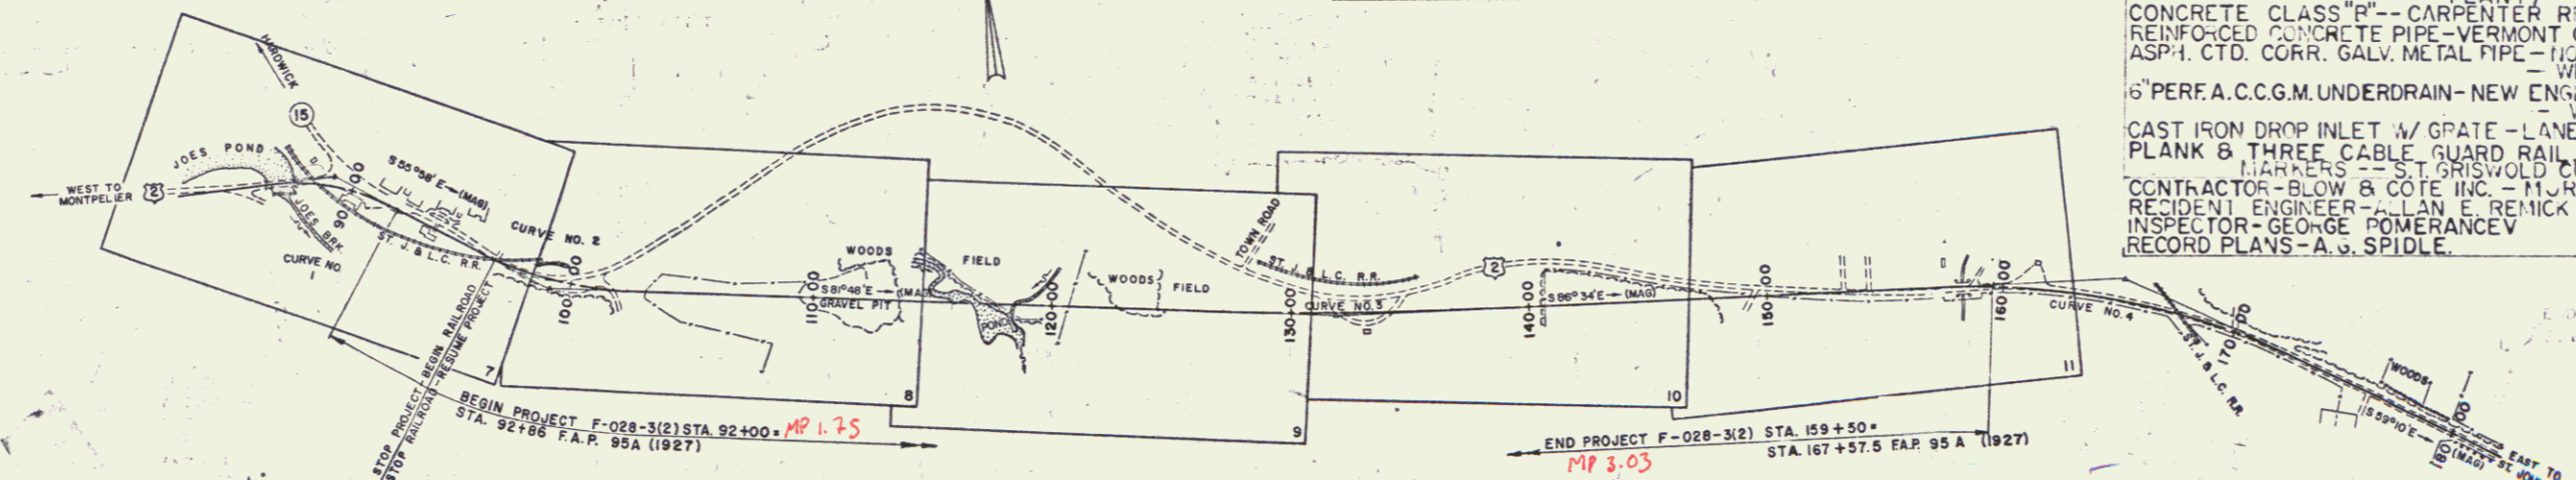 HARDWICK
15
JOES POND
WEST TO
MONTPELIER
2
JOES BRK.
90+00
S 55°58' E (MAG)
CURVE NO.
1
ST. J. & L.C. R.R.
CURVE NO. 2
100+00
7
STOP PROJECT - BEGIN RAILROAD
STOP RAILROAD - RESUME PROJECT
BEGIN PROJECT F-028-3(2) STA. 92+00= MP 1.75
STA. 92+86 F.A.P. 95A (1927)
110+00
WOODS
S 81°48' E (MAG)
GRAVEL PIT
8
FIELD
POND
120+00
WOODS
FIELD
9
TOWN ROAD
ST. J. & L.C. R.R.
130+00
CURVE NO. 3
2
140+00
S 86°34' E (MAG)
10
150+00
160+00
11
END PROJECT F-028-3(2) STA. 159+50=
STA. 167+57.5 F.A.P. 95 A (1927)
MP 3.03
CURVE NO. 4
ST. J. & L.C. R.R.
170+00
WOODS
S 59°10' E
(MAG)
180+00
EAST TO
CONCRETE CLASS "B"-- CARPENTER
REINFORCED CONCRETE PIPE-VERMONT
ASPH. CTD. CORR. GALV. METAL PIPE -
6" PERF. A.C.C.G.M. UNDERDRAIN- NEW
CAST IRON DROP INLET W/ GRATE - LANE
PLANK & THREE CABLE GUARD RAIL
MARKERS -- S.T. GRISWOLD
CONTRACTOR-BLOW & COTE INC. -
RECIDENT ENGINEER-ALLAN E. REMICK
INSPECTOR-GEORGE POMERANCEV
RECORD PLANS-A.G. SPIDLE.